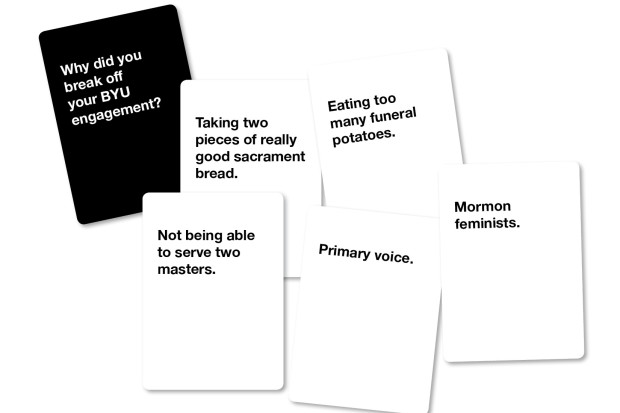 Why did you
break off
your BYU
engagement?
Taking two
pieces of really
good sacrament
bread.
Eating too
many funeral
potatoes.
Not being able
to serve two
masters.
Primary voice.
Mormon
feminists.